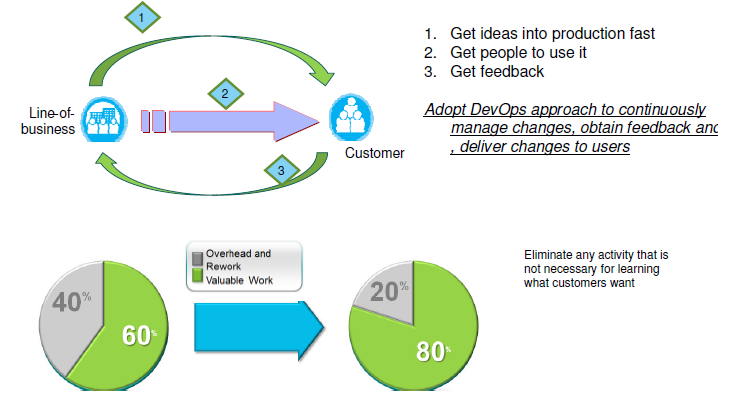 1
1. Get ideas into production fast
2. Get people to use it
3. Get feedback
2
Line-of-
business
Adopt DevOps approach to continuously
manage changes, obtain feedback and
, deliver changes to users
Customer
3
Overhead and
Rework
Valuable Work
Eliminate any activity that is
not necessary for learning
what customers want
40%
60%
20%
80%